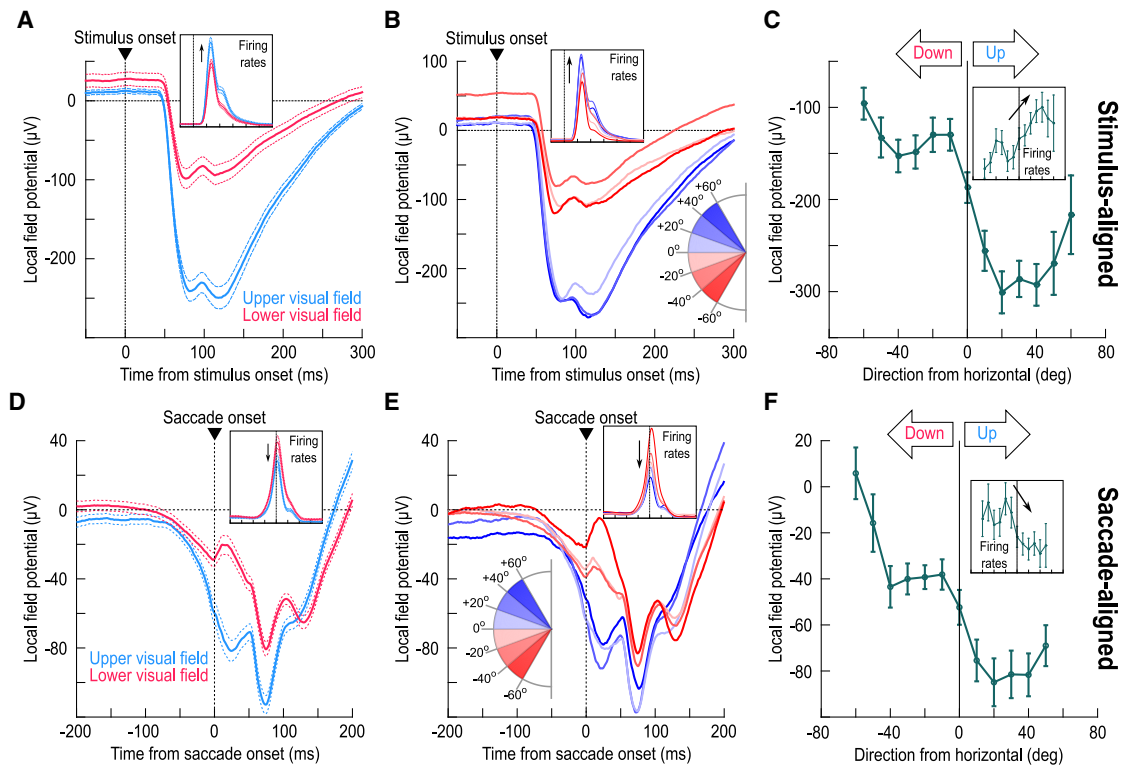 A
Stimulus onset
Firing
rates
0
-100
-200
Local field potential (µV)
Upper visual field
Lower visual field
0
100
200
300
Time from stimulus onset (ms)
B
Stimulus onset
Firing
rates
100
0
-100
-200
Local field potential (µV)
+60°
+40°
+20°
0°
-20°
-40°
-60°
0
100
200
300
Time from stimulus onset (ms)
C
Down
Up
Firing
rates
-100
-200
-300
Local field potential (µV)
-80
-40
0
40
80
Direction from horizontal (deg)
Stimulus-aligned
D
Saccade onset
Firing
rates
40
0
-40
-80
Local field potential (µV)
Upper visual field
Lower visual field
-200
-100
0
100
200
Time from saccade onset (ms)
E
Saccade onset
Firing
rates
40
0
-40
-80
Local field potential (µV)
+60°
+40°
+20°
0°
-20°
-40°
-60°
-200
-100
0
100
200
Time from saccade onset (ms)
F
Down
Up
Firing
rates
20
0
-20
-40
-60
-80
-100
Local field potential (µV)
-80
-40
0
40
80
Direction from horizontal (deg)
Saccade-aligned